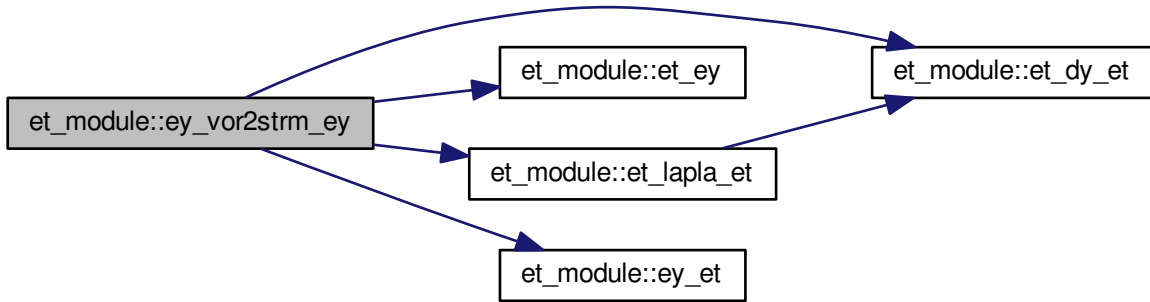 et_module::ey_vor2strm_ey
et_module::et_ey
et_module::et_dy_et
et_module::et_lapla_et
et_module::ey_et